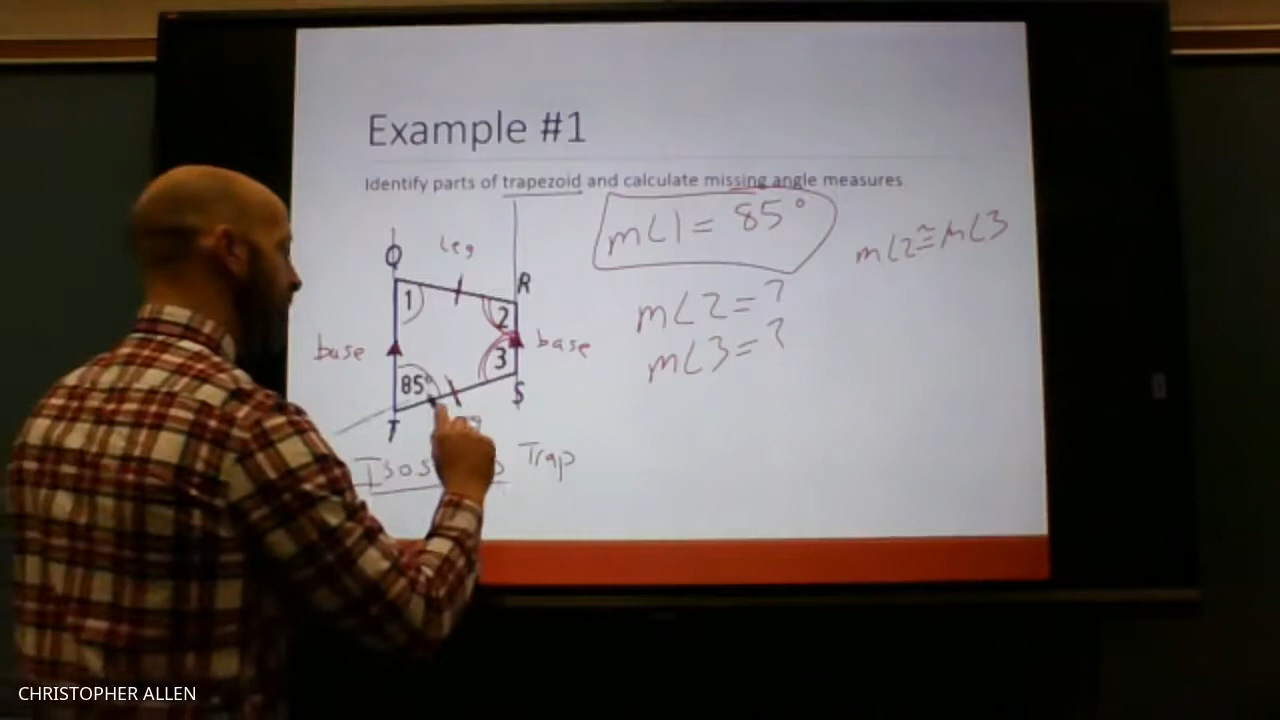 Example #1
Identify parts of trapezoid and calculate missing angle measures
m∠1 = 85°
m∠2 ≅ m∠3
Q
leg
R
1
2
m∠2 = ?
base
base
3
m∠3 = ?
85°
S
T
Trap
CHRISTOPHER ALLEN